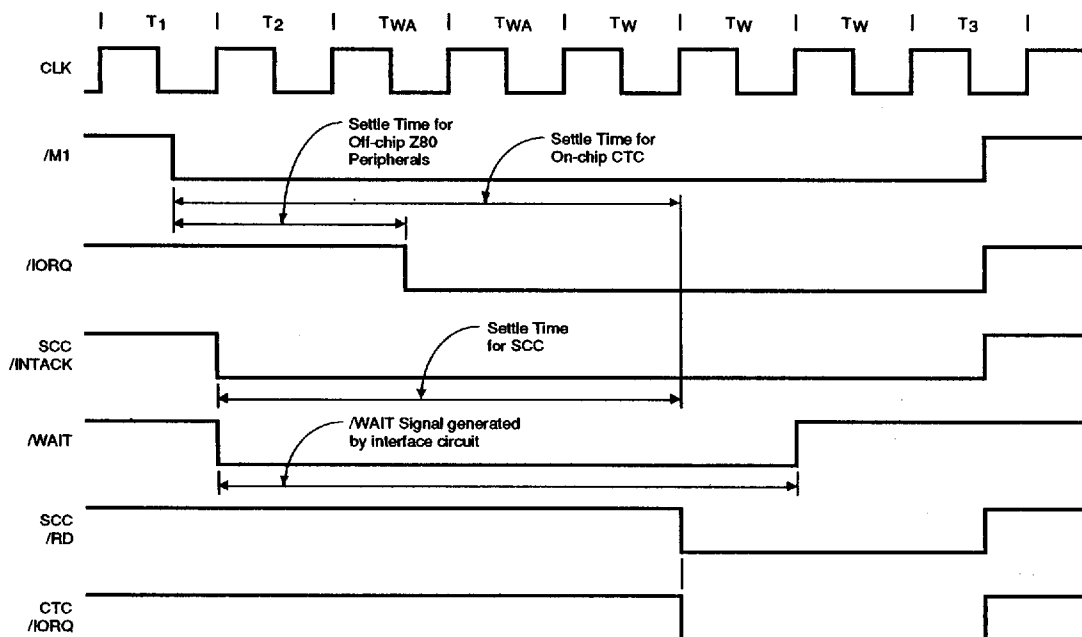 T1 T2 TWA TWA TW TW TW T3
CLK
Settle Time for
Off-chip Z80
Peripherals
Settle Time for
On-chip CTC
/M1
/IORQ
Settle Time
for SCC
SCC
/INTACK
/WAIT Signal generated
by interface circuit
/WAIT
SCC
/RD
CTC
/IORQ